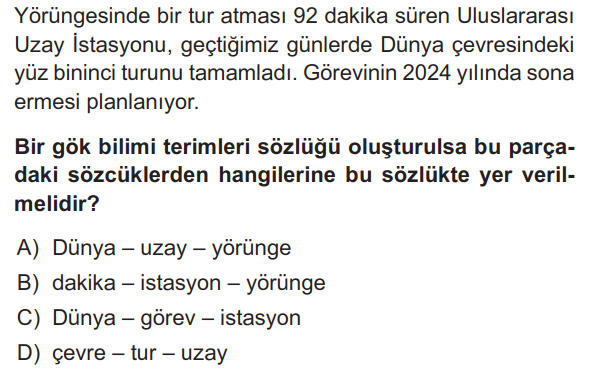 Yörüngesinde bir tur atması 92 dakika süren Uluslararası
Uzay İstasyonu, geçtiğimiz günlerde Dünya çevresindeki
yüz bininci turunu tamamladı. Görevinin 2024 yılında sona
ermesi planlanıyor.
Bir gök bilimi terimleri sözlüğü oluşturulsa bu parça-
daki sözcüklerden hangilerine bu sözlükte yer veril-
melidir?
A) Dünya – uzay – yörünge
B) dakika – istasyon – yörünge
C) Dünya – görev – istasyon
D) çevre – tur – uzay